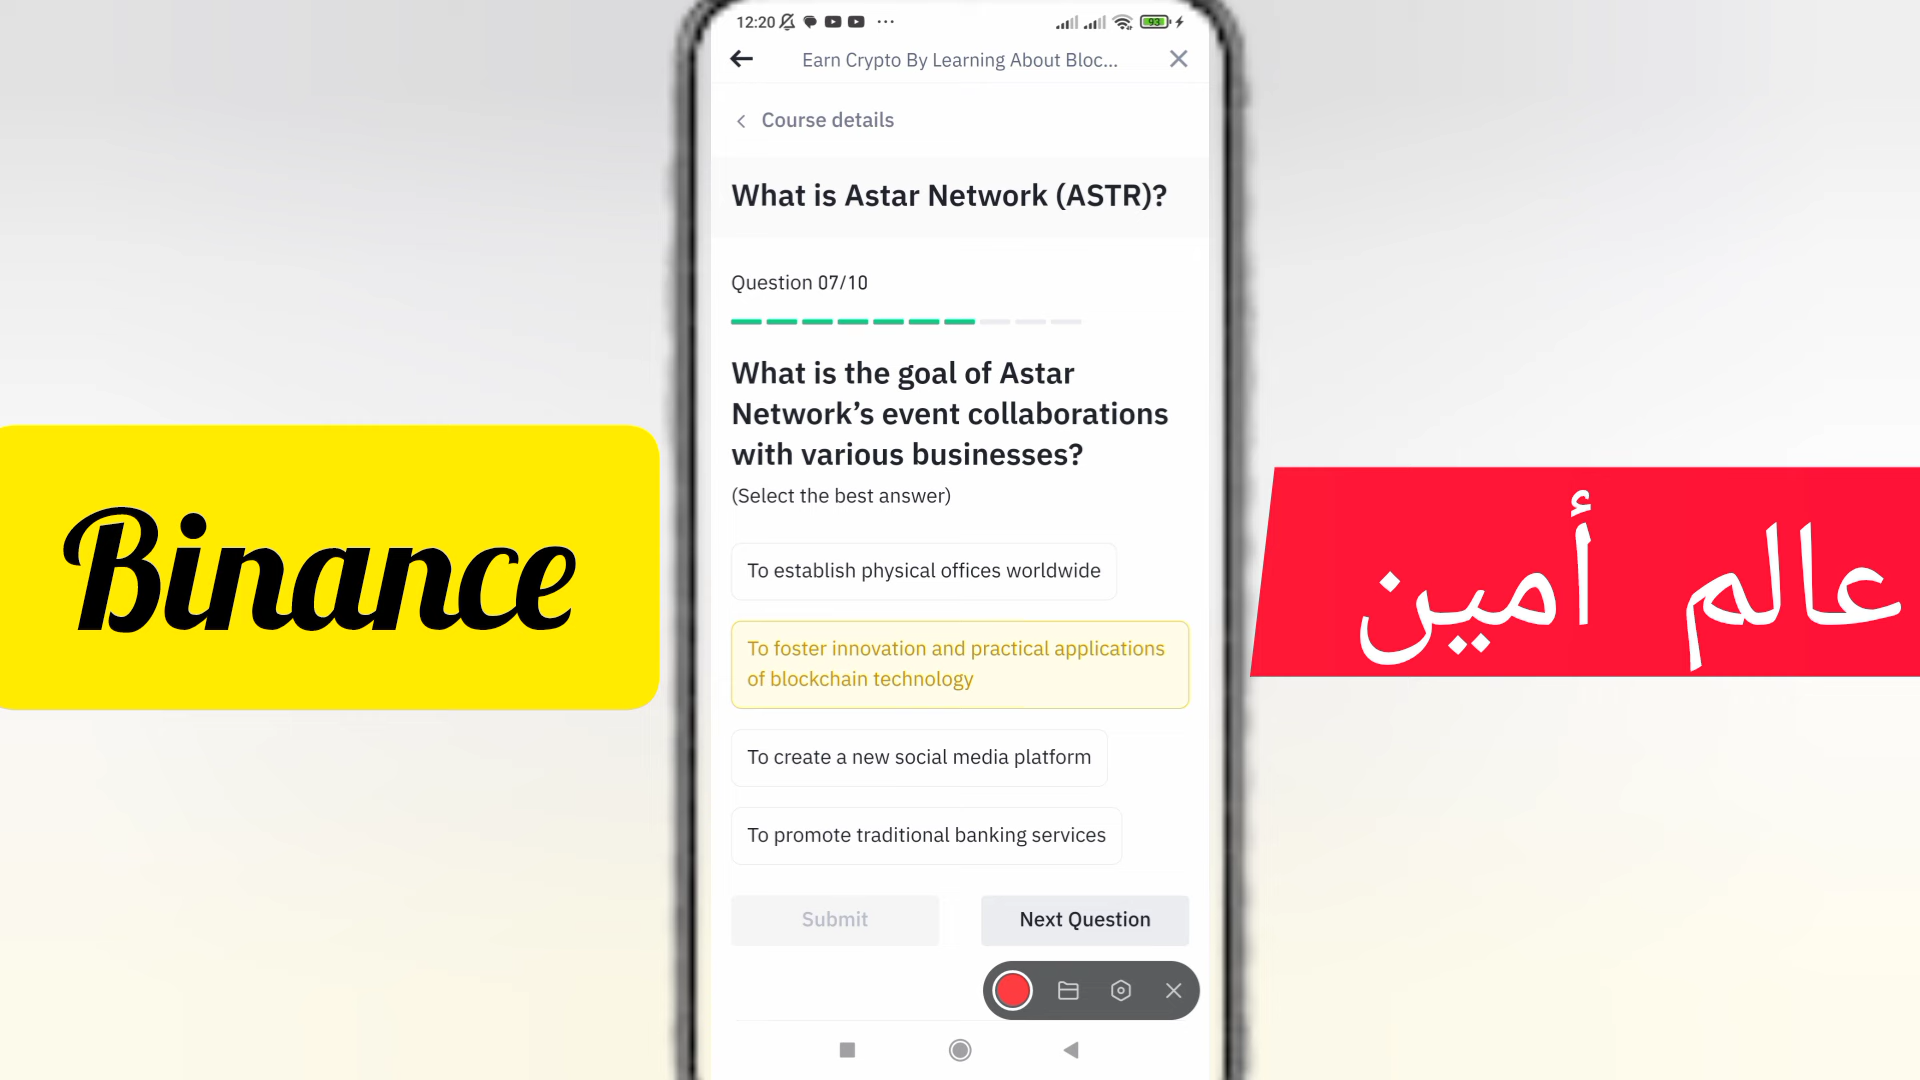 12:20
93
Earn Crypto By Learning About Bloc...
Course details
What is Astar Network (ASTR)?
Question 07/10
What is the goal of Astar
Network’s event collaborations
with various businesses?
(Select the best answer)
To establish physical offices worldwide
To foster innovation and practical applications
of blockchain technology
To create a new social media platform
To promote traditional banking services
Submit
Next Question
Binance
عالم أمين